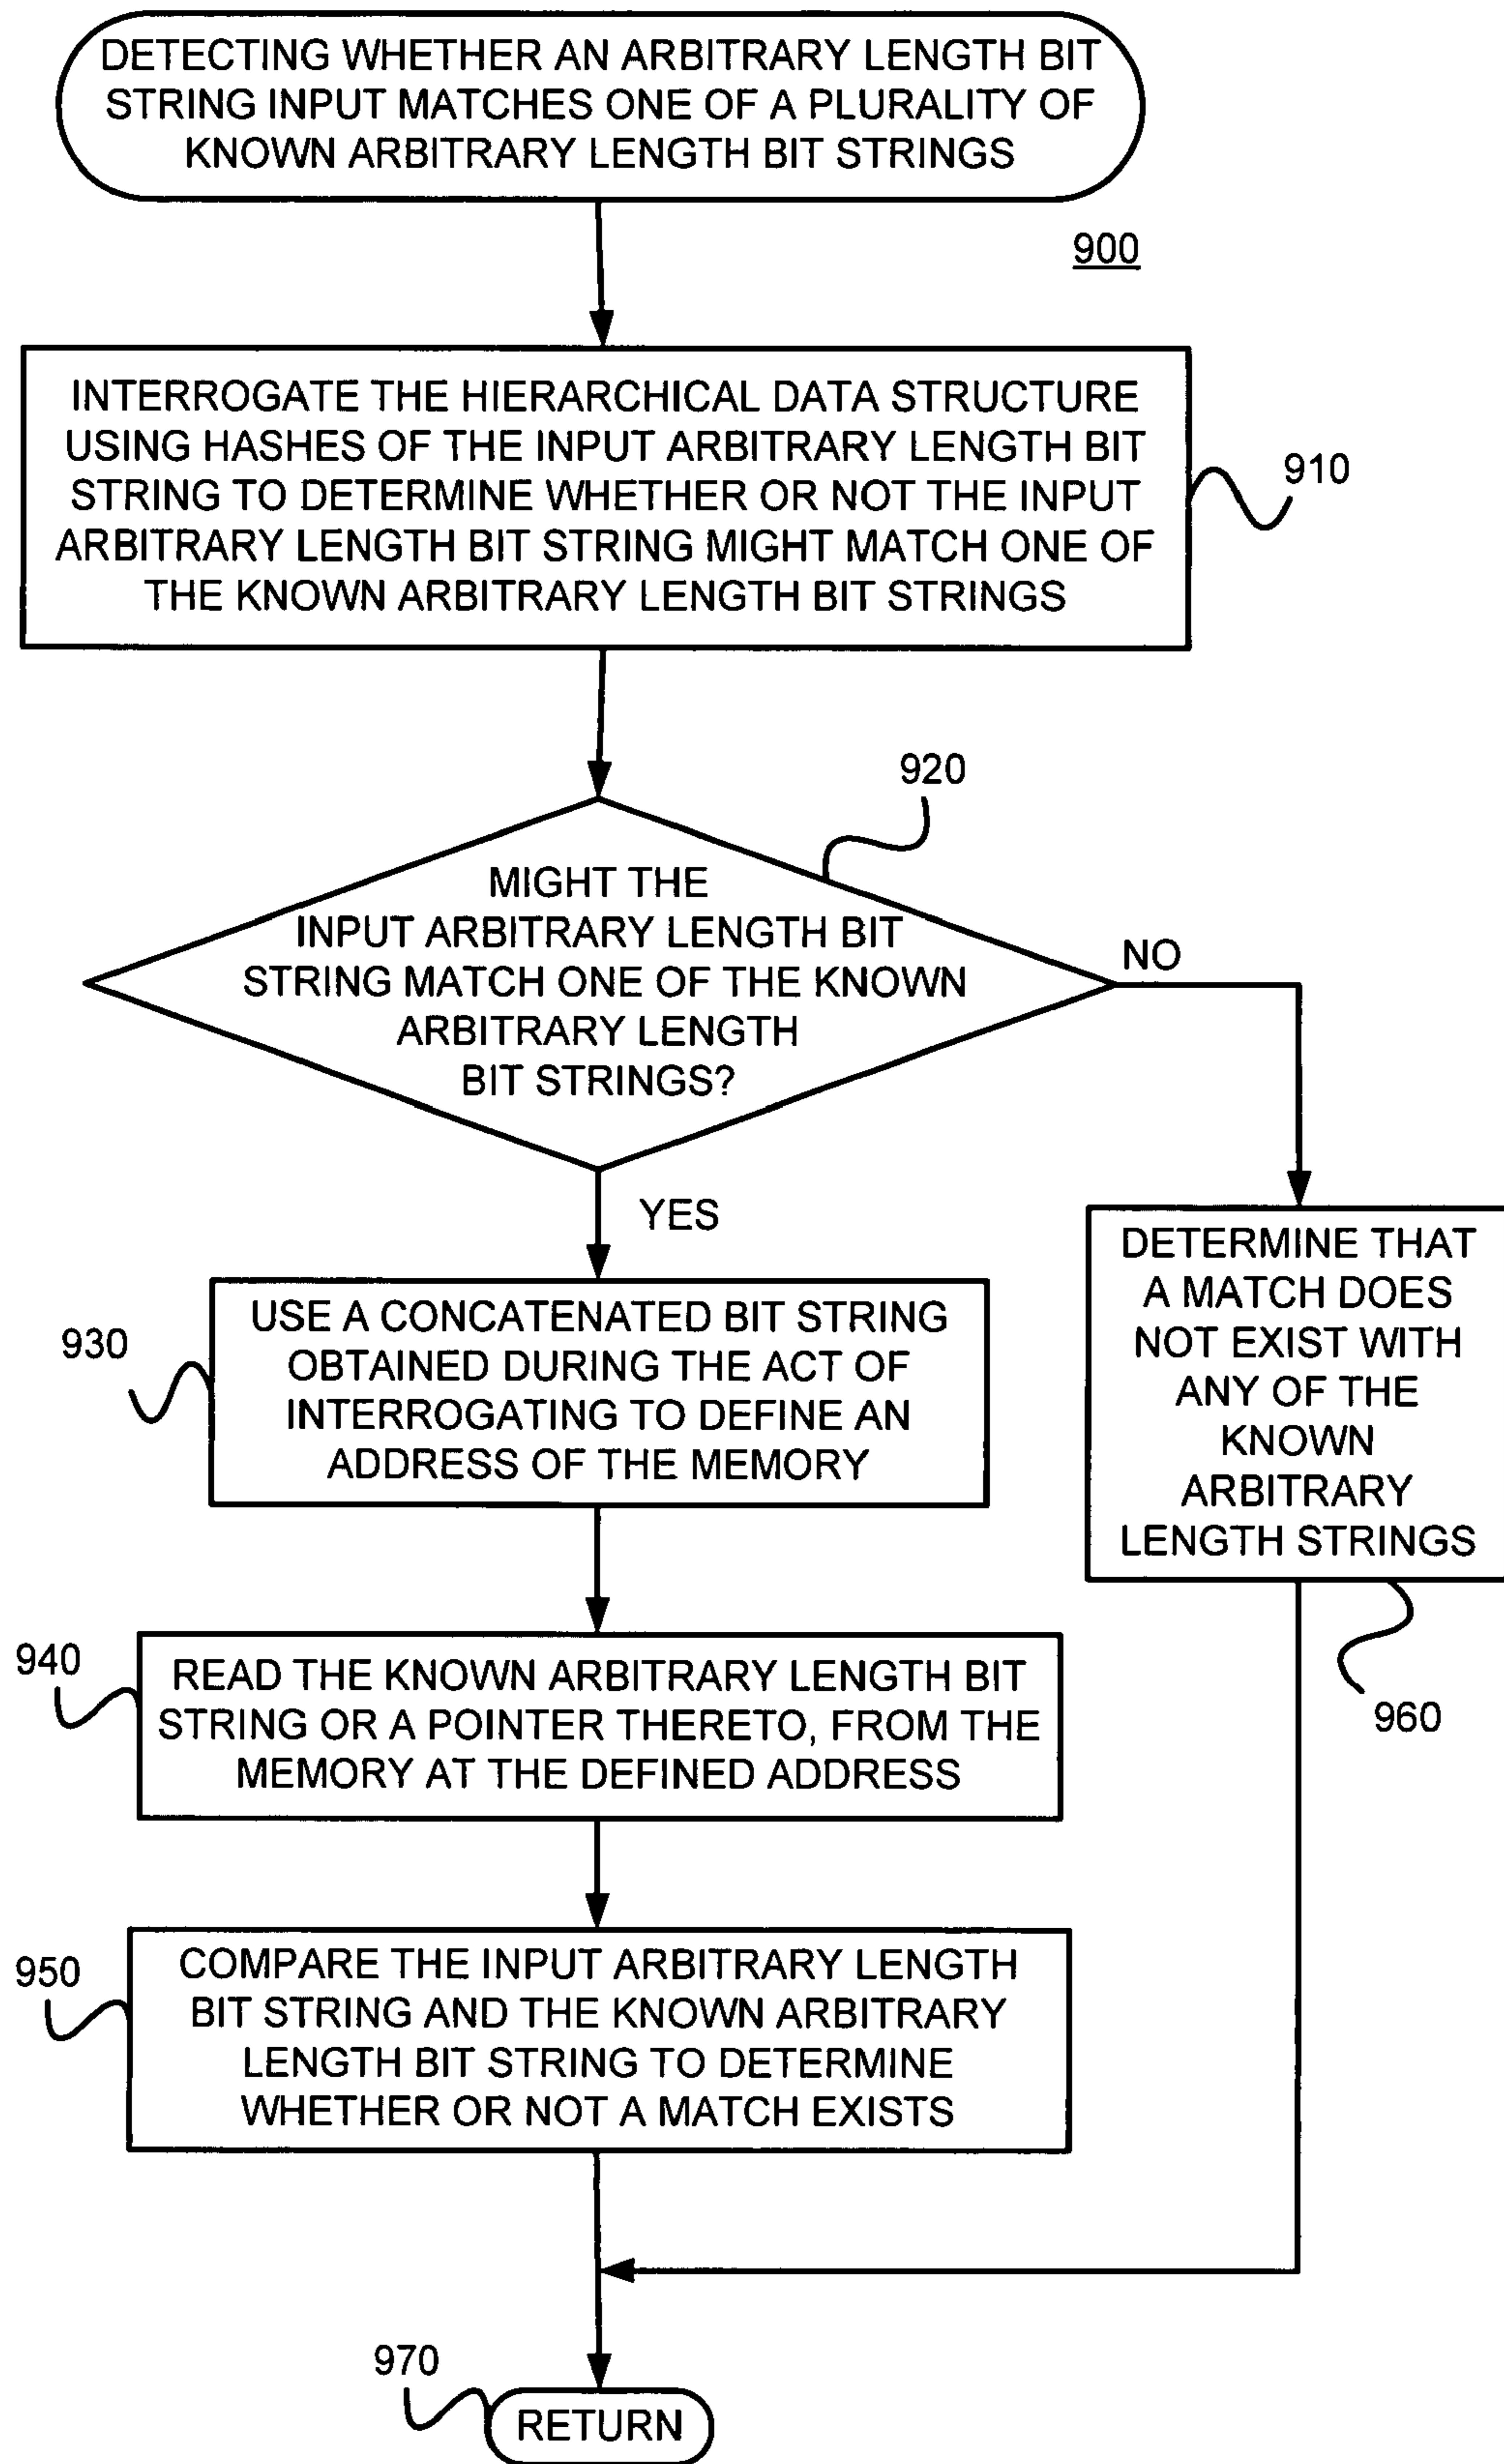 DETECTING WHETHER AN ARBITRARY LENGTH BIT
STRING INPUT MATCHES ONE OF A PLURALITY OF
KNOWN ARBITRARY LENGTH BIT STRINGS
900
INTERROGATE THE HIERARCHICAL DATA STRUCTURE
USING HASHES OF THE INPUT ARBITRARY LENGTH BIT
STRING TO DETERMINE WHETHER OR NOT THE INPUT
ARBITRARY LENGTH BIT STRING MIGHT MATCH ONE OF
THE KNOWN ARBITRARY LENGTH BIT STRINGS
910
920
MIGHT THE
INPUT ARBITRARY LENGTH BIT
STRING MATCH ONE OF THE KNOWN
ARBITRARY LENGTH
BIT STRINGS?
NO
YES
930
USE A CONCATENATED BIT STRING
OBTAINED DURING THE ACT OF
INTERROGATING TO DEFINE AN
ADDRESS OF THE MEMORY
DETERMINE THAT
A MATCH DOES
NOT EXIST WITH
ANY OF THE
KNOWN
ARBITRARY
LENGTH STRINGS
960
940
READ THE KNOWN ARBITRARY LENGTH BIT
STRING OR A POINTER THERETO, FROM THE
MEMORY AT THE DEFINED ADDRESS
950
COMPARE THE INPUT ARBITRARY LENGTH
BIT STRING AND THE KNOWN ARBITRARY
LENGTH BIT STRING TO DETERMINE
WHETHER OR NOT A MATCH EXISTS
970
RETURN